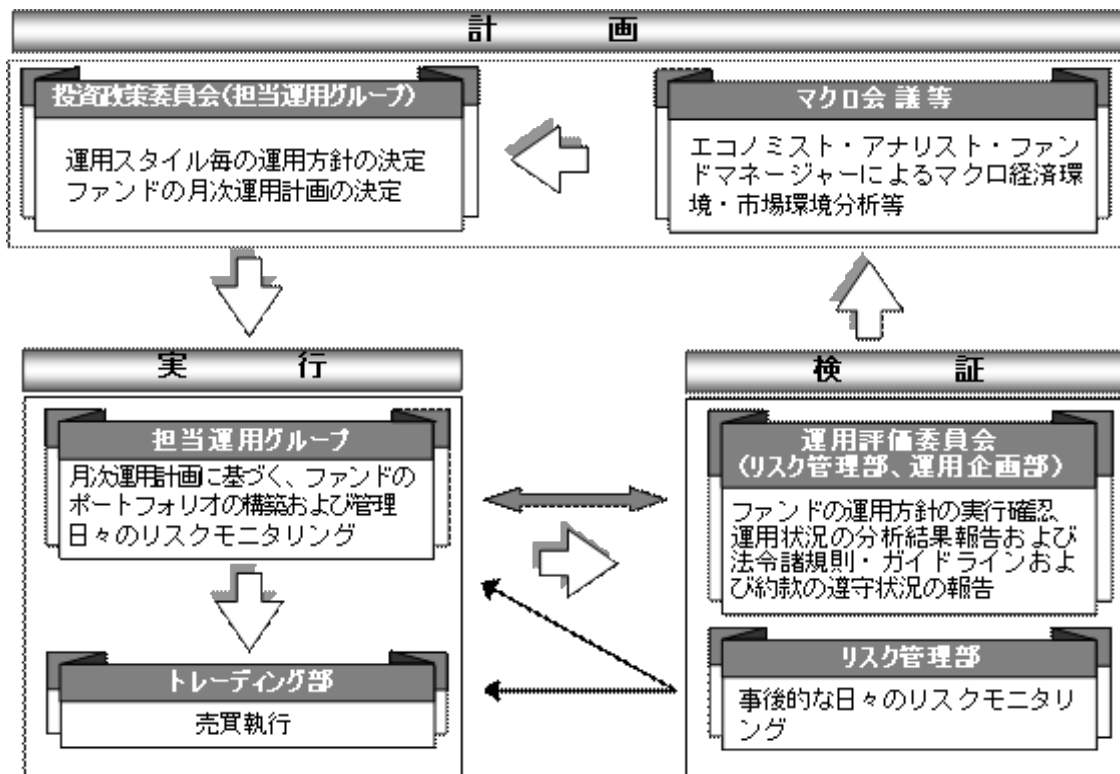 計 画
投資政策委員会(担当運用グループ)
運用スタイル毎の運用方針の決定
ファンドの月次運用計画の決定
マクロ会議等
エコノミスト・アナリスト・ファン
ドマネージャーによるマクロ経済環
境・市場環境分析等
実 行
担当運用グループ
月次運用計画に基づく、ファンドの
ポートフォリオの構築および管理
日々のリスクモニタリング
トレーディング部
売買執行
検 証
運用評価委員会
(リスク管理部、運用企画部)
ファンドの運用方針の実行確認
運用状況の分析結果報告および
法令諸規則・ガイドラインおよ
び約款の遵守状況の報告
リスク管理部
事後的な日々のリスクモニタリ
ング